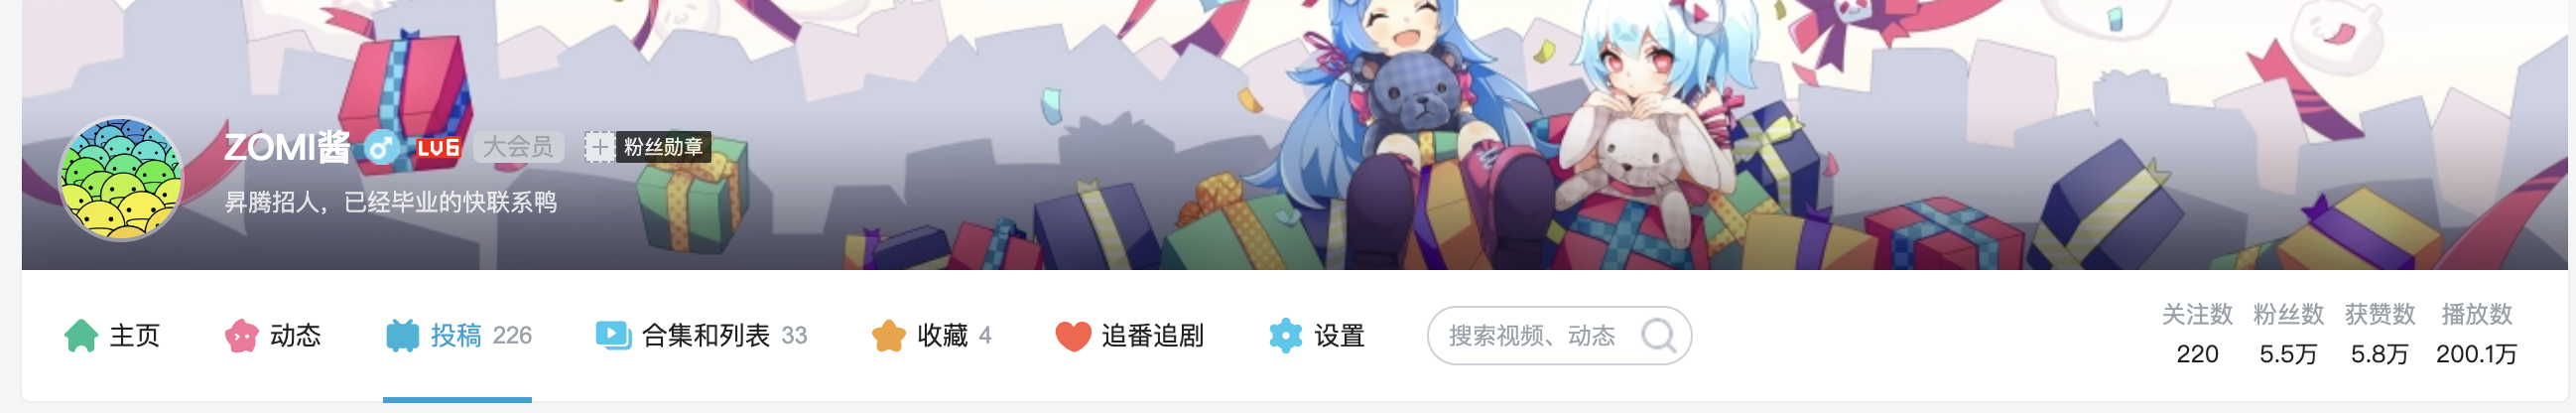 ZOMI酱 LV6 大会员 粉丝勋章
昇腾招人，已经毕业的快联系鸭
主页 动态 投稿 226 合集和列表 33 收藏 4 追番追剧 设置 搜索视频、动态
关注数 粉丝数 获赞数 播放数
220 5.5万 5.8万 200.1万